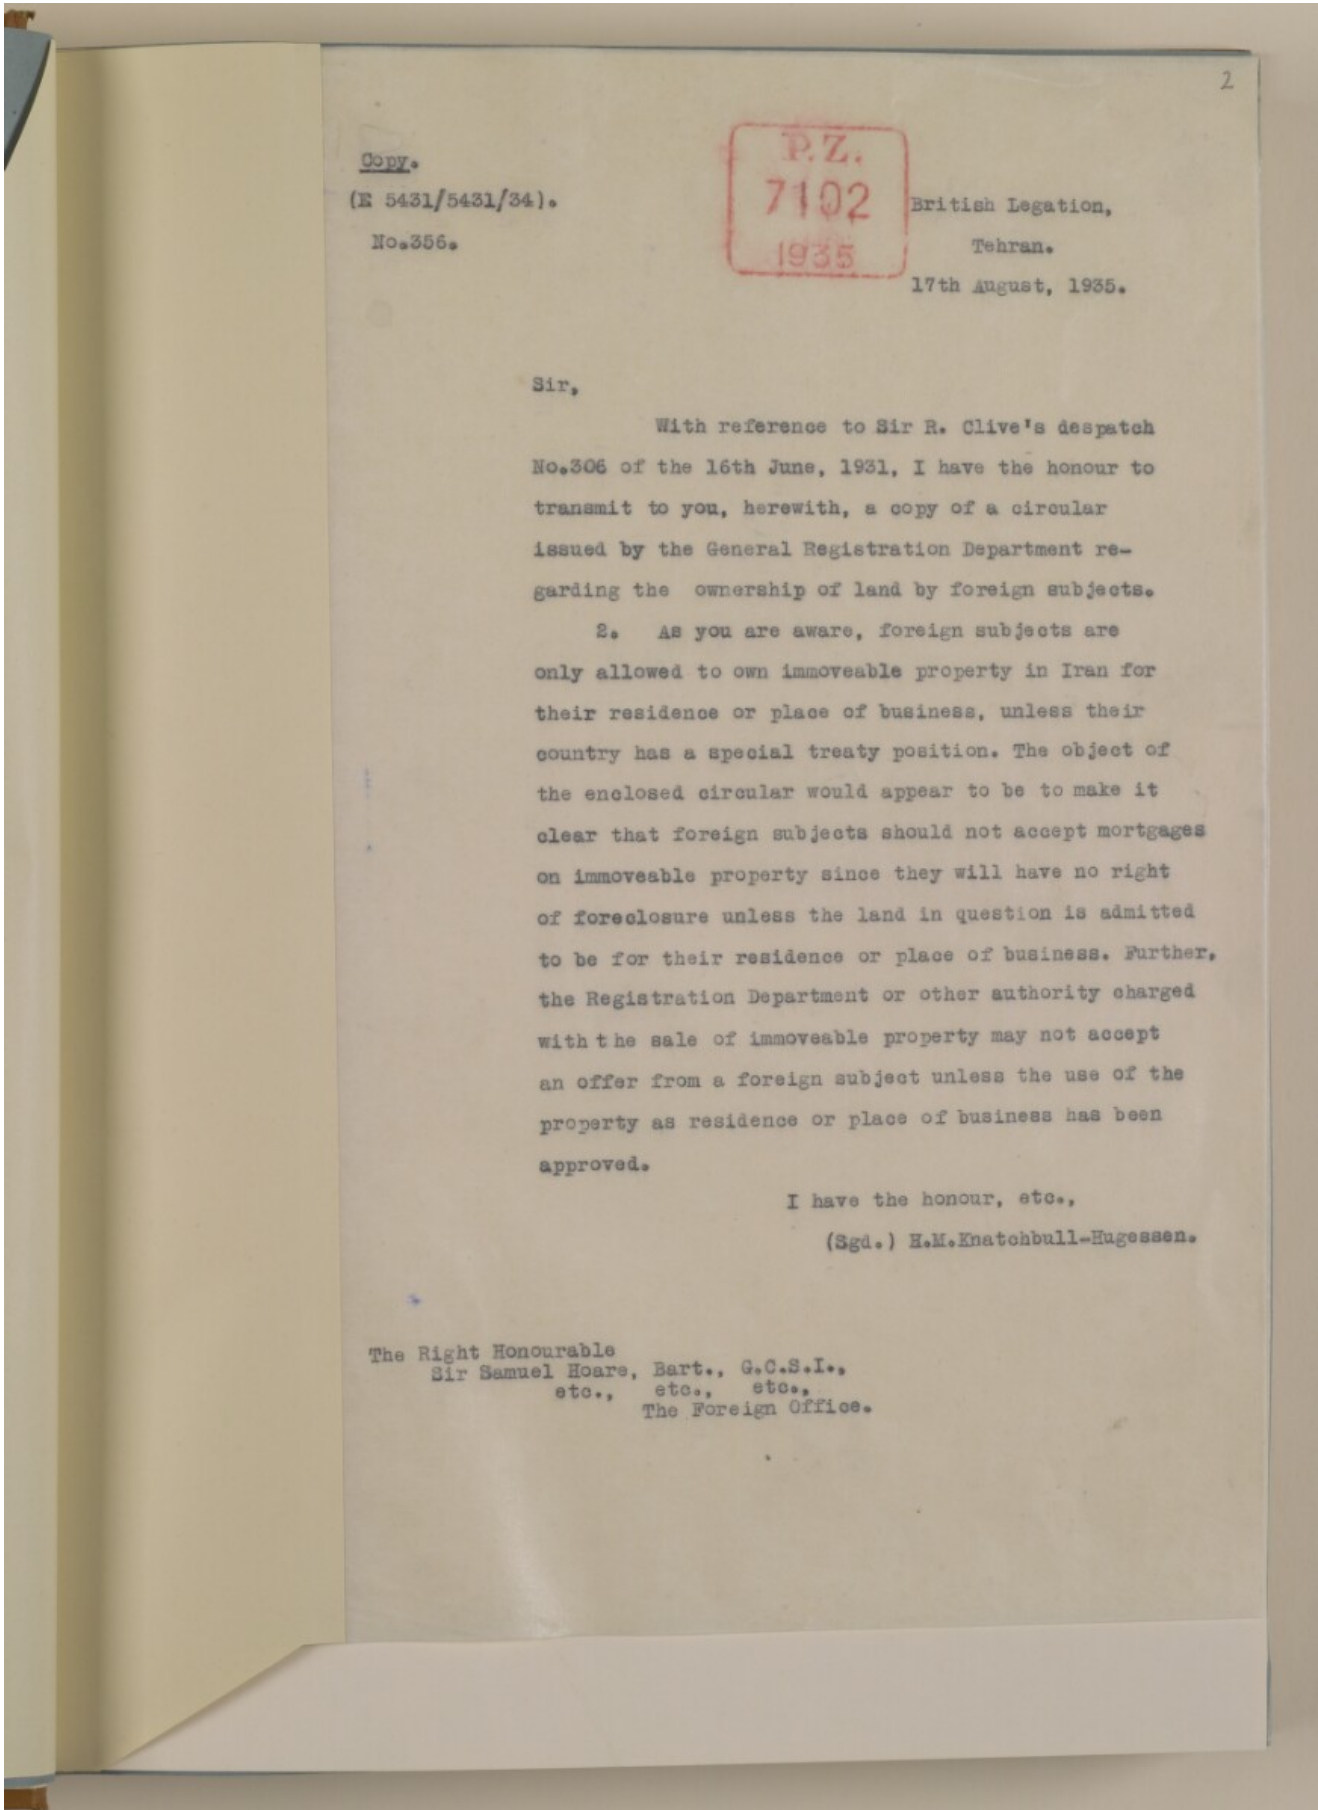 2
Copy.
(E 5431/5431/34).
No.356.
P.Z.
7102
1935
British Legation,
Tehran.
17th August, 1935.
Sir,
With reference to Sir R. Clive's despatch
No.306 of the 16th June, 1931, I have the honour to
transmit to you, herewith, a copy of a circular
issued by the General Registration Department re-
garding the ownership of land by foreign subjects.
2. As you are aware, foreign subjects are
only allowed to own immoveable property in Iran for
their residence or place of business, unless their
country has a special treaty position. The object of
the enclosed circular would appear to be to make it
clear that foreign subjects should not accept mortgages
on immoveable property since they will have no right
of foreclosure unless the land in question is admitted
to be for their residence or place of business. Further,
the Registration Department or other authority charged
with the sale of immoveable property may not accept
an offer from a foreign subject unless the use of the
property as residence or place of business has been
approved.
I have the honour, etc.,
(Sgd.) H.M.Knatchbull-Hugessen.
The Right Honourable
Sir Samuel Hoare, Bart., G.C.S.I.,
etc., etc., etc.,
The Foreign Office.